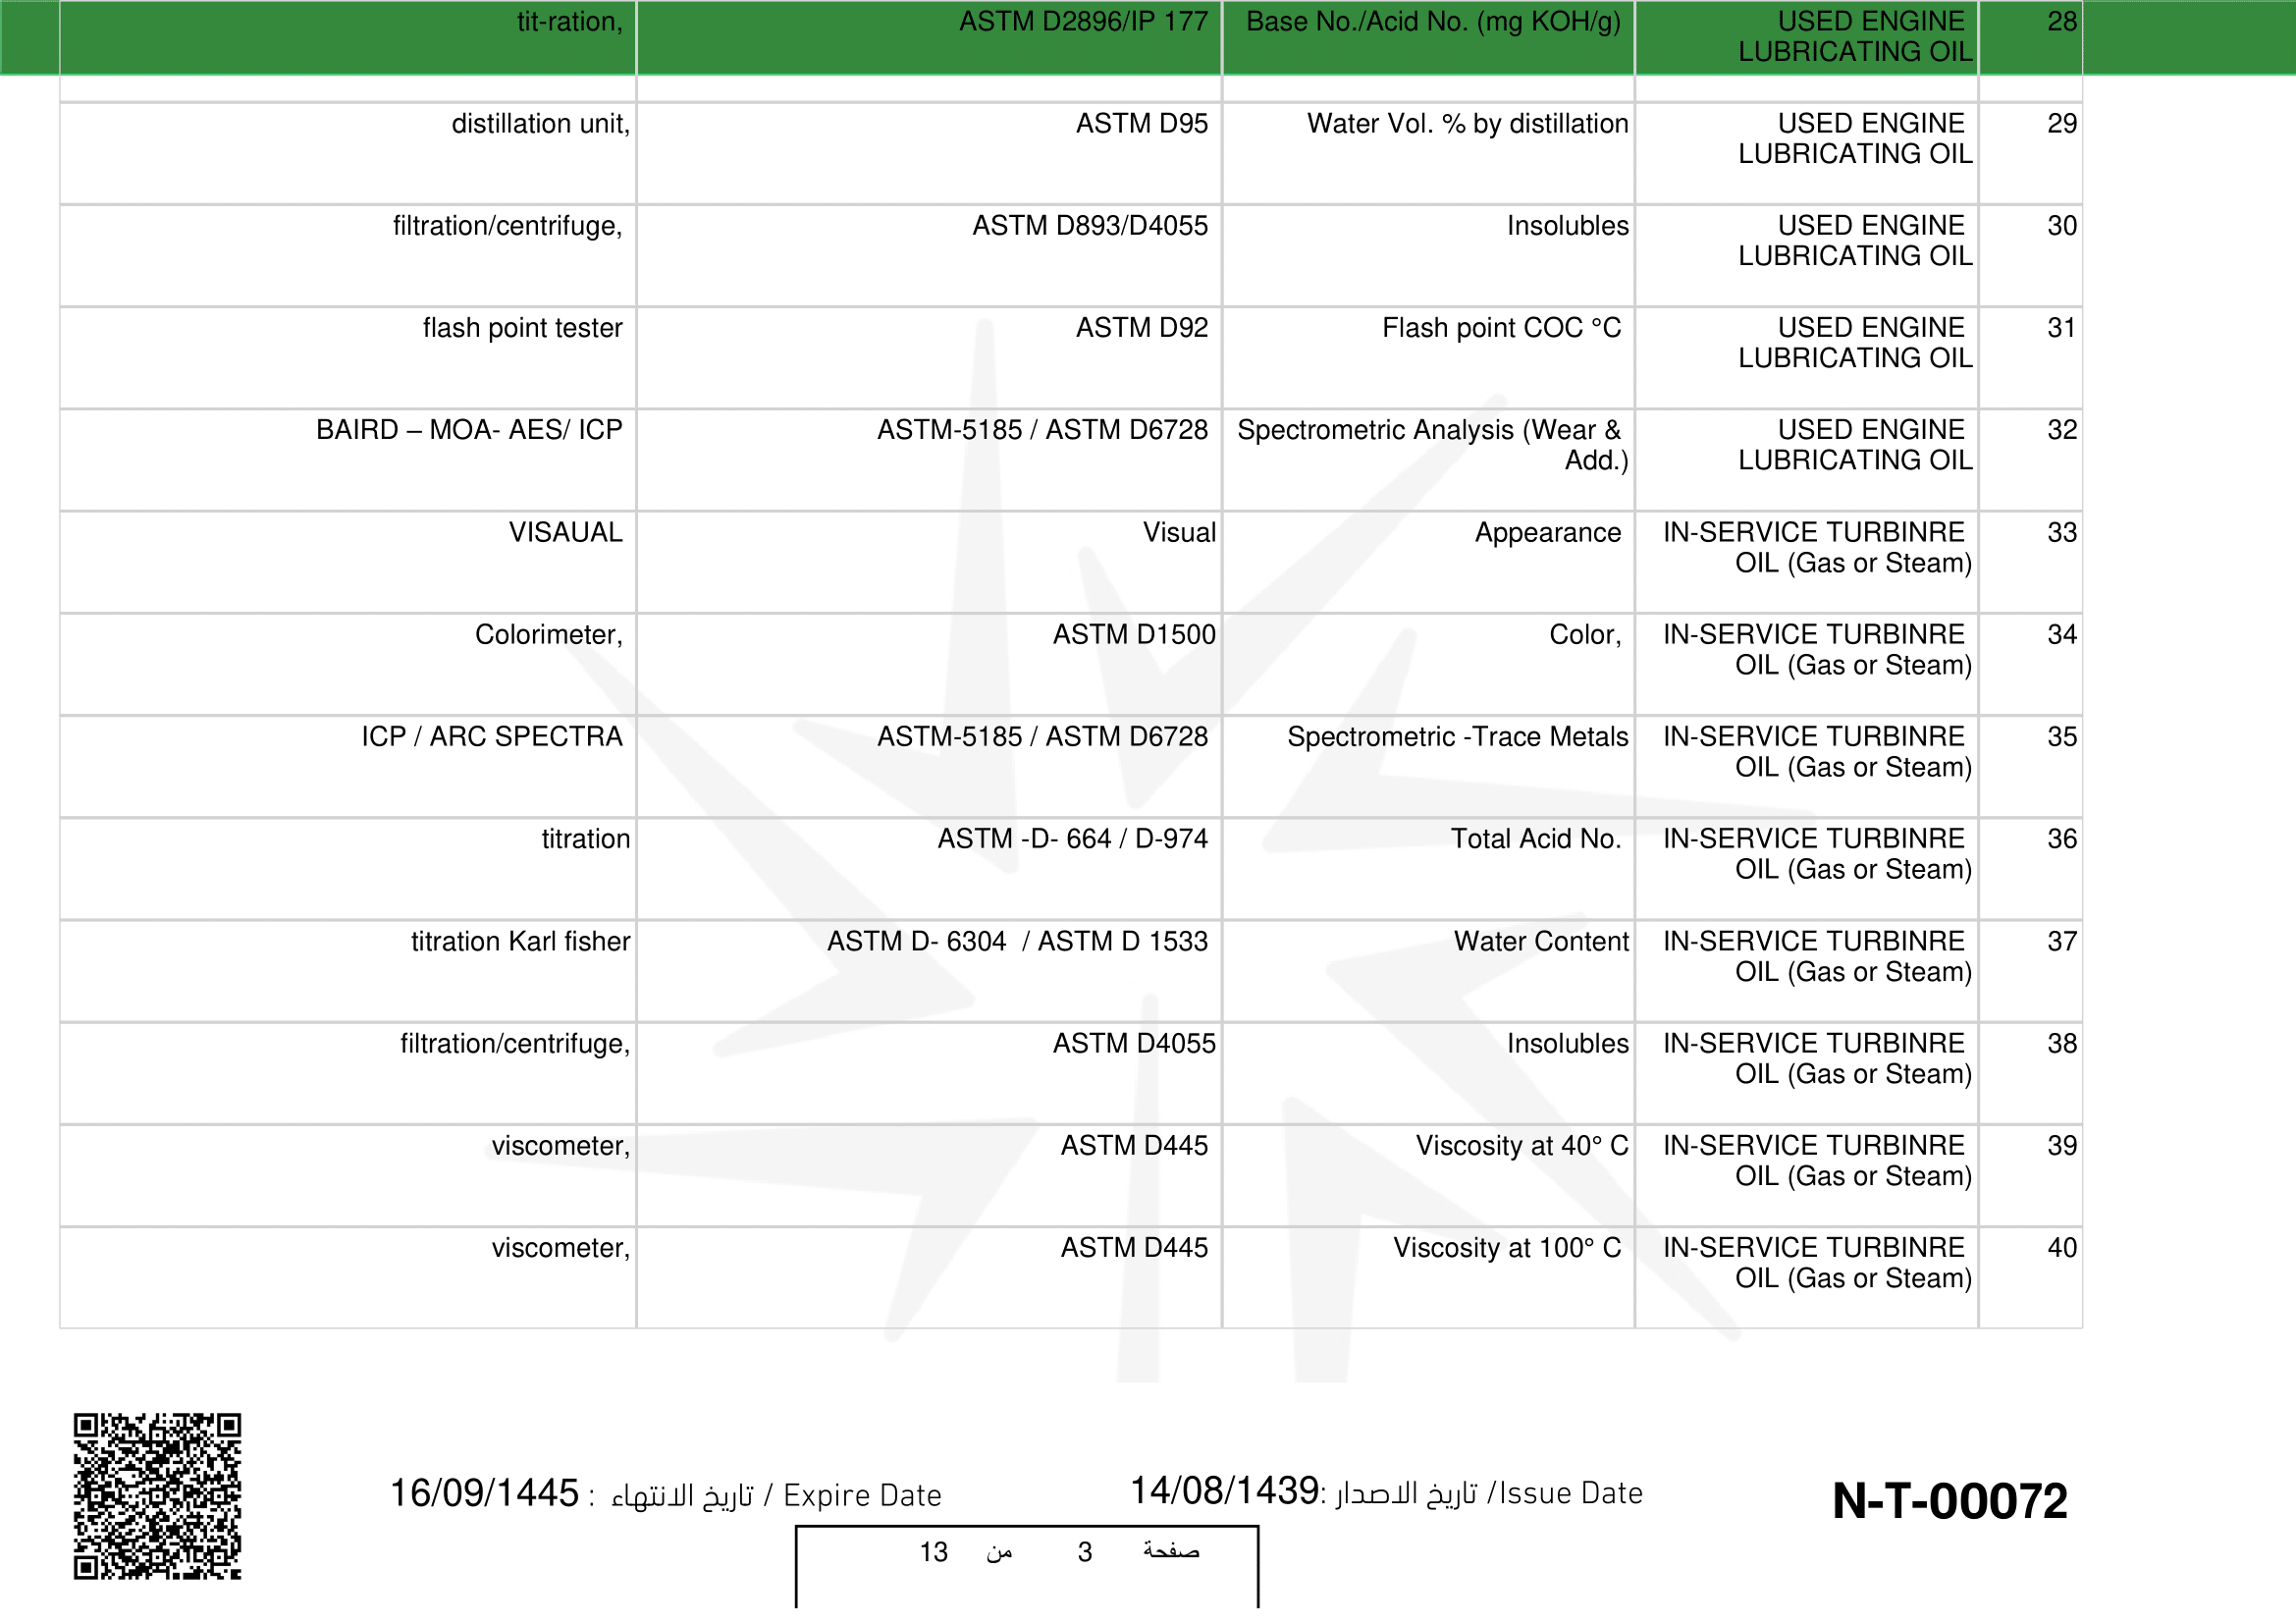 28 USED ENGINE Base No./Acid No. (mg KOH/g) ASTM D2896/IP 177 tit-ration,
LUBRICATING OIL
29 USED ENGINE Water Vol. % by distillation ASTM D95 distillation unit,
LUBRICATING OIL
30 USED ENGINE Insolubles ASTM D893/D4055 filtration/centrifuge,
LUBRICATING OIL
31 USED ENGINE Flash point COC °C ASTM D92 flash point tester
LUBRICATING OIL
32 USED ENGINE Spectrometric Analysis (Wear & ASTM-5185 / ASTM D6728 BAIRD – MOA- AES/ ICP
LUBRICATING OIL Add.)
33 IN-SERVICE TURBINRE Appearance Visual VISAUAL
OIL (Gas or Steam)
34 IN-SERVICE TURBINRE Color, ASTM D1500 Colorimeter,
OIL (Gas or Steam)
35 IN-SERVICE TURBINRE Spectrometric -Trace Metals ASTM-5185 / ASTM D6728 ICP / ARC SPECTRA
OIL (Gas or Steam)
36 IN-SERVICE TURBINRE Total Acid No. ASTM -D- 664 / D-974 titration
OIL (Gas or Steam)
37 IN-SERVICE TURBINRE Water Content ASTM D- 6304 / ASTM D 1533 titration Karl fisher
OIL (Gas or Steam)
38 IN-SERVICE TURBINRE Insolubles ASTM D4055 filtration/centrifuge,
OIL (Gas or Steam)
39 IN-SERVICE TURBINRE Viscosity at 40° C ASTM D445 viscometer,
OIL (Gas or Steam)
40 IN-SERVICE TURBINRE Viscosity at 100° C ASTM D445 viscometer,
OIL (Gas or Steam)
N-T-00072
Issue Date/ تاريخ الاصدار :14/08/1439
Expire Date / تاريخ الانتهاء : 16/09/1445
صفحة 3 من 13